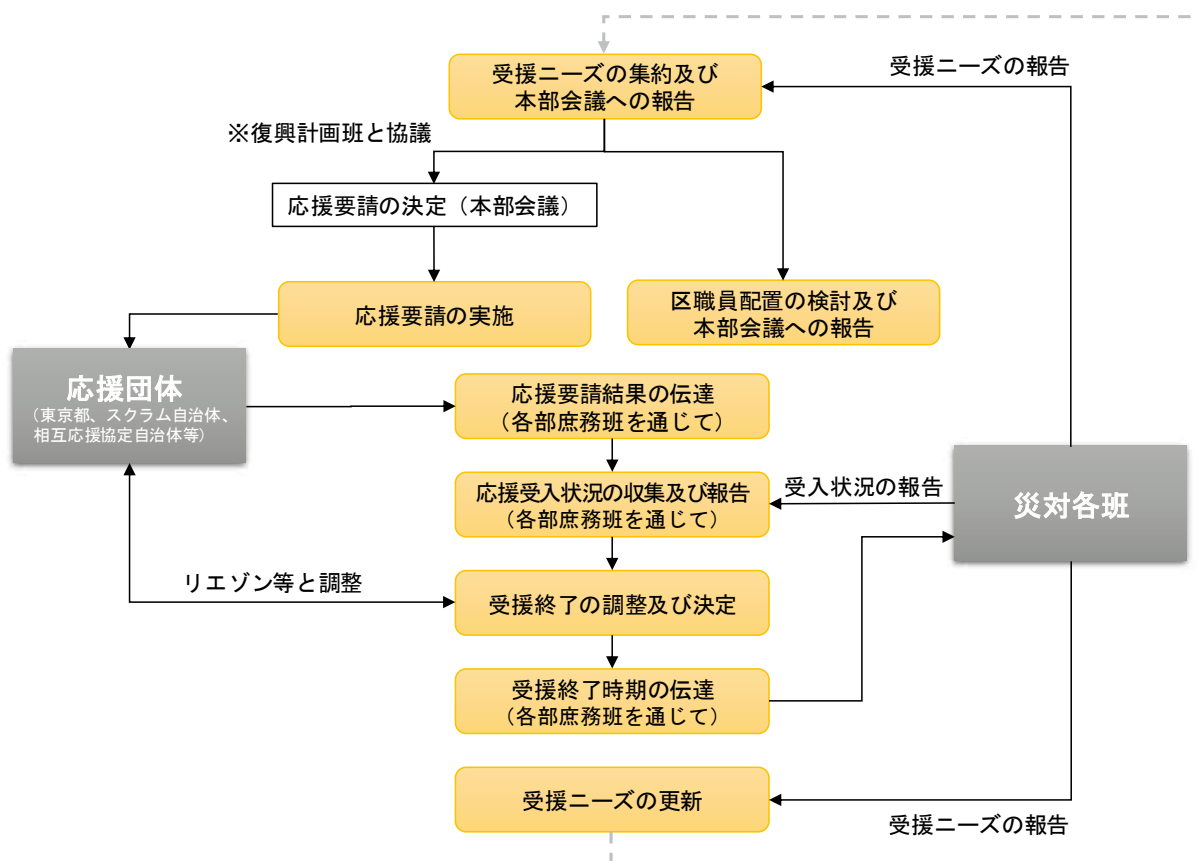 受援ニーズの集約及び
本部会議への報告
受援ニーズの報告
※復興計画班と協議
応援要請の決定（本部会議）
応援要請の実施
区職員配置の検討及び
本部会議への報告
応援団体
（東京都、スクラム自治体、
相互応援協定自治体等）
応援要請結果の伝達
（各部庶務班を通じて）
応援受入状況の収集及び報告
（各部庶務班を通じて）
受入状況の報告
災対各班
リエゾン等と調整
受援終了の調整及び決定
受援終了時期の伝達
（各部庶務班を通じて）
受援ニーズの更新
受援ニーズの報告